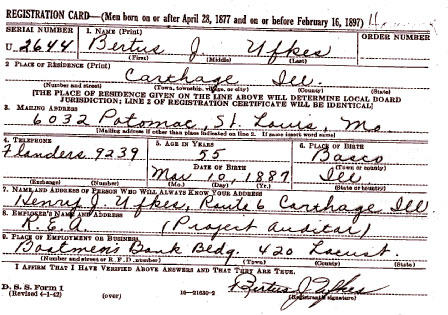 REGISTRATION CARD—(Men born on or after April 28, 1877 and on or before February 16, 1897)
SERIAL NUMBER 1. NAME (Print) ORDER NUMBER
U 2644 Bertus J. Ufkes
(First) (Middle) (Last)
2. PLACE OF RESIDENCE (Print)
Carthage Ill.
(Number and street) (Town, township, village, or city) (County) (State)
[THE PLACE OF RESIDENCE GIVEN ON THE LINE ABOVE WILL DETERMINE LOCAL BOARD
JURISDICTION; LINE 2 OF REGISTRATION CERTIFICATE WILL BE IDENTICAL]
3. MAILING ADDRESS
6032 Potomac, St. Louis, Mo
[Mailing address if other than place indicated on line 2. If same insert word same]
4. TELEPHONE 5. AGE IN YEARS 6. PLACE OF BIRTH
Flanders 9239 55 Basco
DATE OF BIRTH (Town or county)
Mar. 10, 1887 Ill
(Exchange) (Number) (Mo.) (Day) (Yr.) (State or country)
7. NAME AND ADDRESS OF PERSON WHO WILL ALWAYS KNOW YOUR ADDRESS
Henry J. Ufkes, Route 6 Carthage, Ill.
8. EMPLOYER'S NAME AND ADDRESS
R.E.A. (Project Auditor)
9. PLACE OF EMPLOYMENT OR BUSINESS
Boatmen's Bank Bldg. 420 Locust.
(Number and street or R. F. D. number) (Town) (County) (State)
I AFFIRM THAT I HAVE VERIFIED ABOVE ANSWERS AND THAT THEY ARE TRUE.
D. S. S. Form 1
(Revised 4-1-42) (over) 16—21630-2 Bertus J. Ufkes
(Registrant's signature)